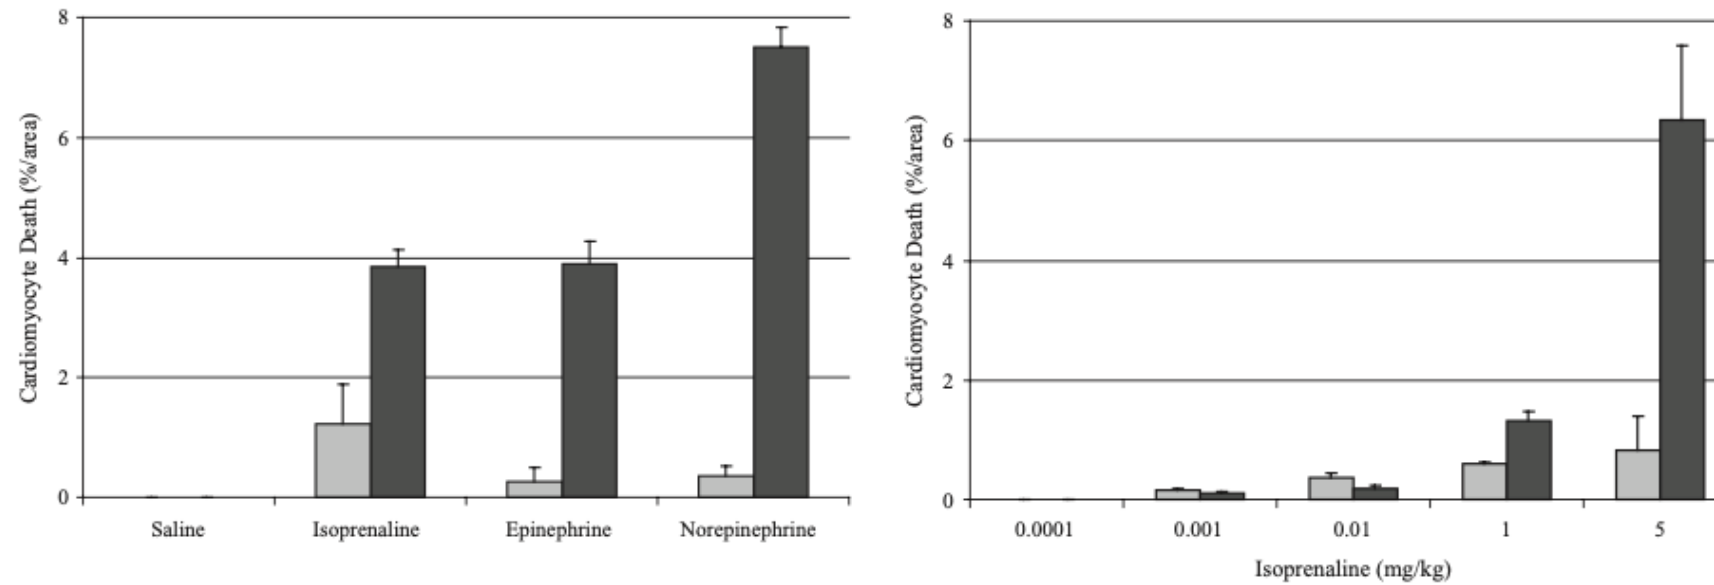 Cardiomyocyte Death (%/area)
8
6
4
2
0
Saline Isoprenaline Epinephrine Norepinephrine
Cardiomyocyte Death (%/area)
8
6
4
2
0
0.0001 0.001 0.01 1 5
Isoprenaline (mg/kg)